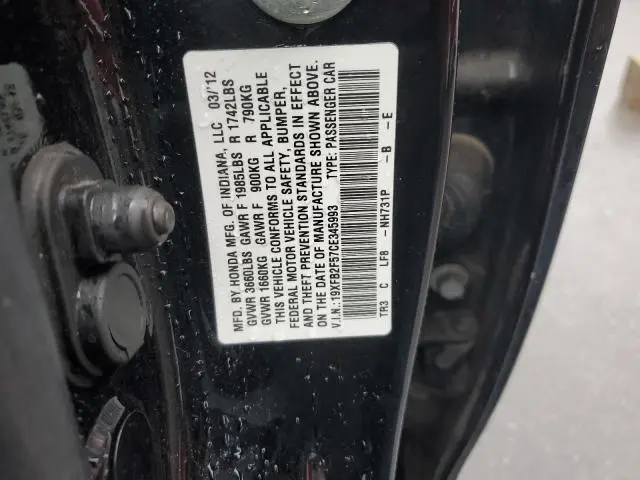 MFD. BY HONDA MFG. OF INDIANA, LLC 03/12
GVWR 3660LBS GAWR F 1985LBS R 1742LBS
GVWR 1660KG GAWR F 900KG R 790KG
THIS VEHICLE CONFORMS TO ALL APPLICABLE
FEDERAL MOTOR VEHICLE SAFETY, BUMPER,
AND THEFT PREVENTION STANDARDS IN EFFECT
ON THE DATE OF MANUFACTURE SHOWN ABOVE.
V.I.N.:19XFB2F57CE345993 TYPE: PASSENGER CAR
TR3 C LF8 -NH731P -B -E